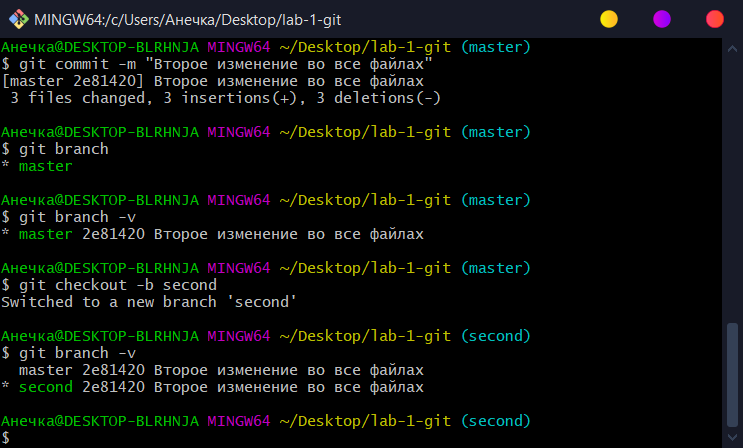 MINGW64:/c/Users/Анечка/Desktop/lab-1-git
Анечка@DESKTOP-BLRHNJA MINGW64 ~/Desktop/lab-1-git (master)
$ git commit -m "Второе изменение во все файлах"
[master 2e81420] Второе изменение во все файлах
 3 files changed, 3 insertions(+), 3 deletions(-)
Анечка@DESKTOP-BLRHNJA MINGW64 ~/Desktop/lab-1-git (master)
$ git branch
* master
Анечка@DESKTOP-BLRHNJA MINGW64 ~/Desktop/lab-1-git (master)
$ git branch -v
* master 2e81420 Второе изменение во все файлах
Анечка@DESKTOP-BLRHNJA MINGW64 ~/Desktop/lab-1-git (master)
$ git checkout -b second
Switched to a new branch 'second'
Анечка@DESKTOP-BLRHNJA MINGW64 ~/Desktop/lab-1-git (second)
$ git branch -v
  master 2e81420 Второе изменение во все файлах
* second 2e81420 Второе изменение во все файлах
Анечка@DESKTOP-BLRHNJA MINGW64 ~/Desktop/lab-1-git (second)
$